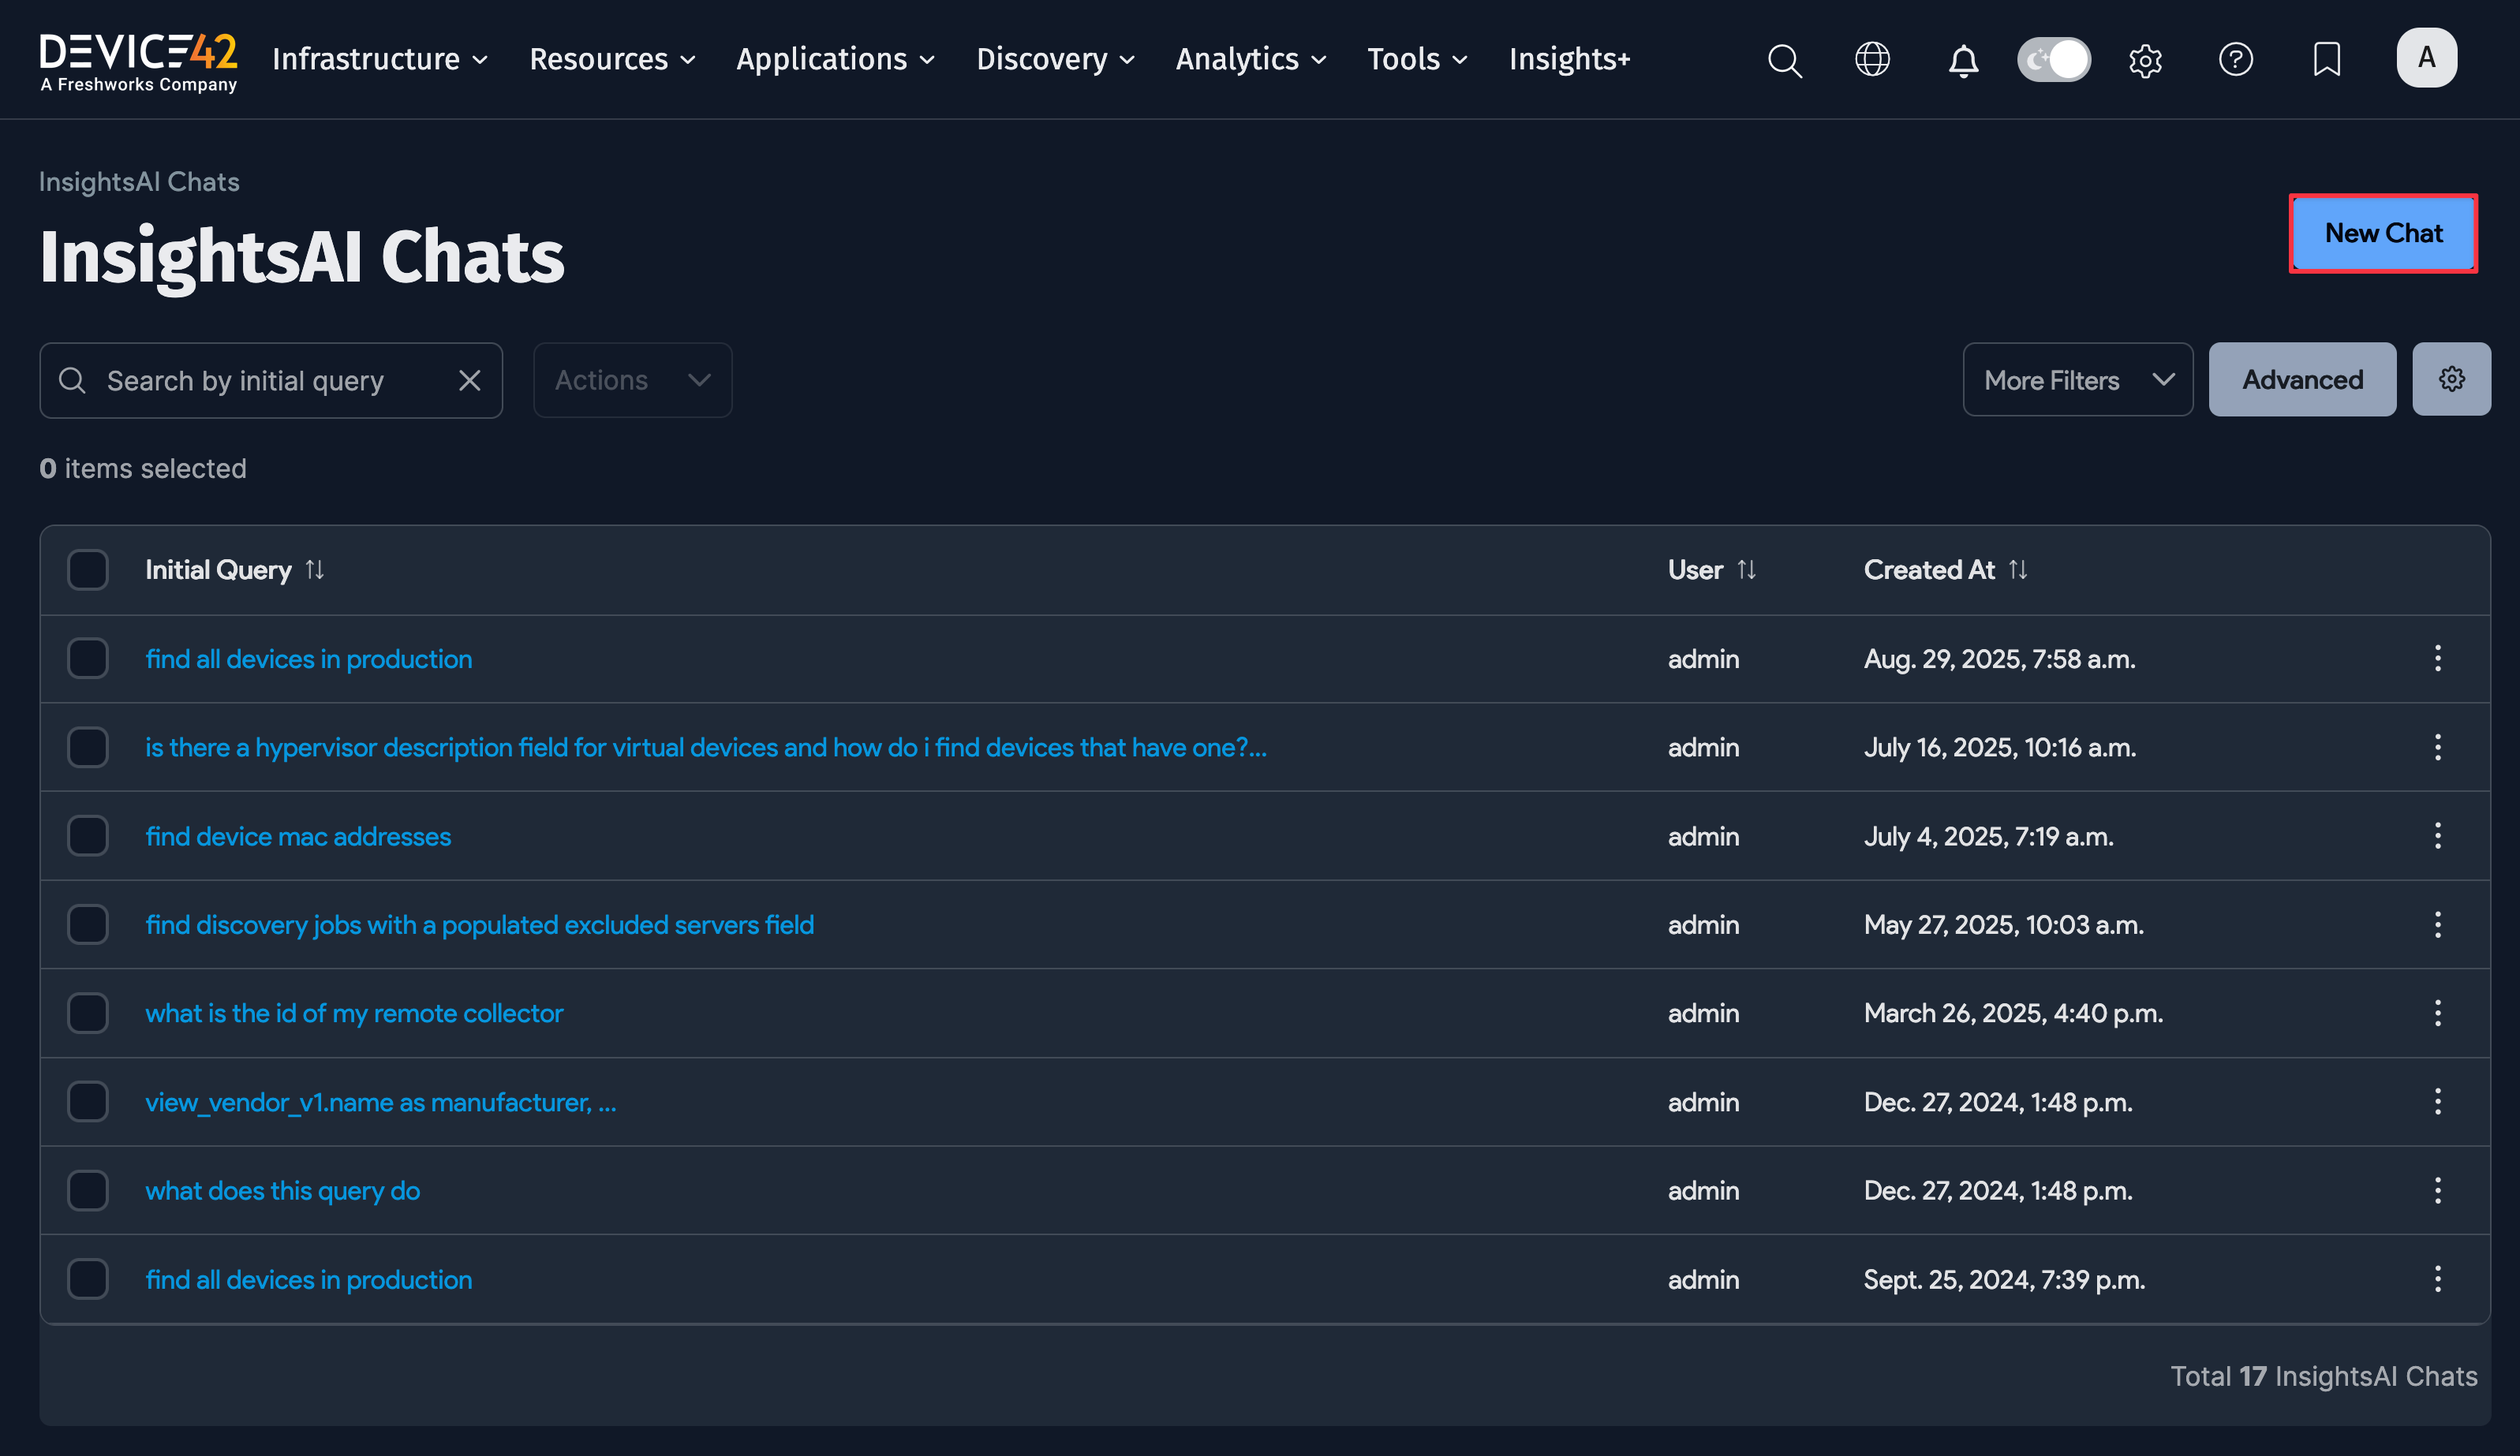 DEVICE42
A Freshworks Company
Infrastructure Resources Applications Discovery Analytics Tools Insights+ A
InsightsAI Chats
InsightsAI Chats
New Chat
Search by initial query Actions More Filters Advanced
0 items selected
Initial Query User Created At
find all devices in production admin Aug. 29, 2025, 7:58 a.m.
is there a hypervisor description field for virtual devices and how do i find devices that have one?... admin July 16, 2025, 10:16 a.m.
find device mac addresses admin July 4, 2025, 7:19 a.m.
find discovery jobs with a populated excluded servers field admin May 27, 2025, 10:03 a.m.
what is the id of my remote collector admin March 26, 2025, 4:40 p.m.
view_vendor_v1.name as manufacturer, ... admin Dec. 27, 2024, 1:48 p.m.
what does this query do admin Dec. 27, 2024, 1:48 p.m.
find all devices in production admin Sept. 25, 2024, 7:39 p.m.
Total 17 InsightsAI Chats